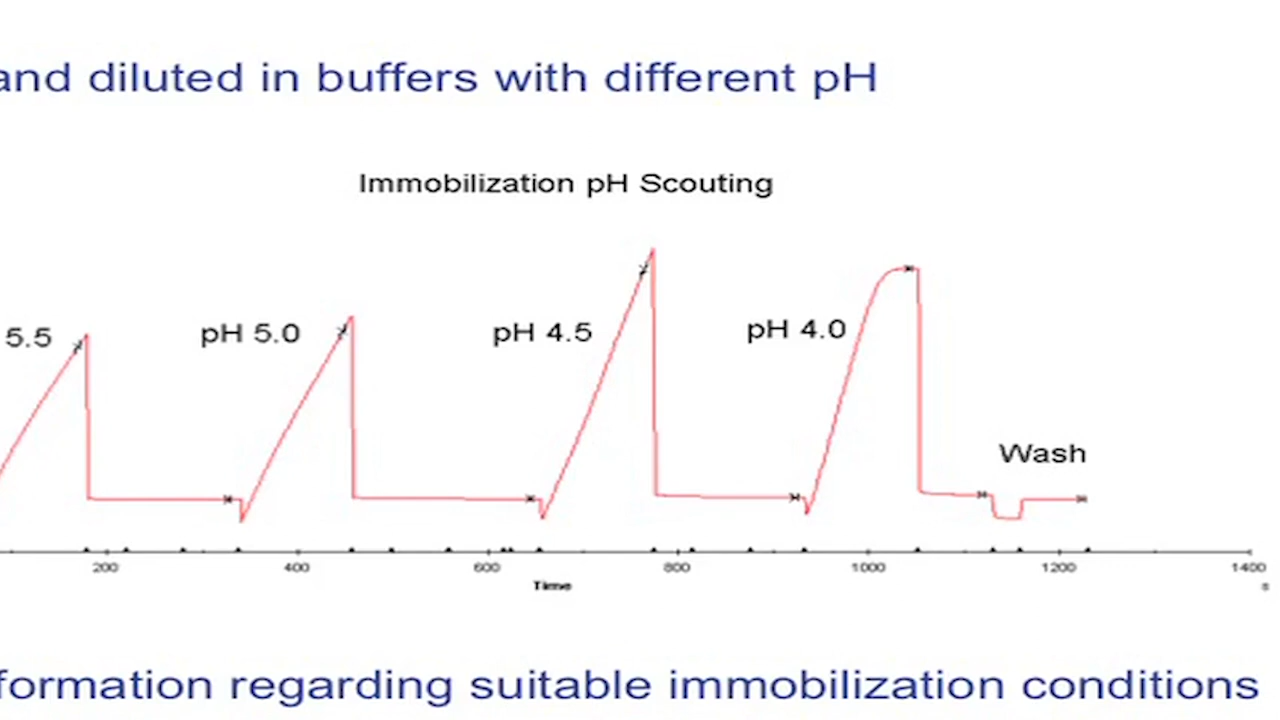 and diluted in buffers with different pH
Immobilization pH Scouting
5.5
pH 5.0
pH 4.5
pH 4.0
Wash
200
400
600
800
1000
1200
1400
Time
s
formation regarding suitable immobilization conditions